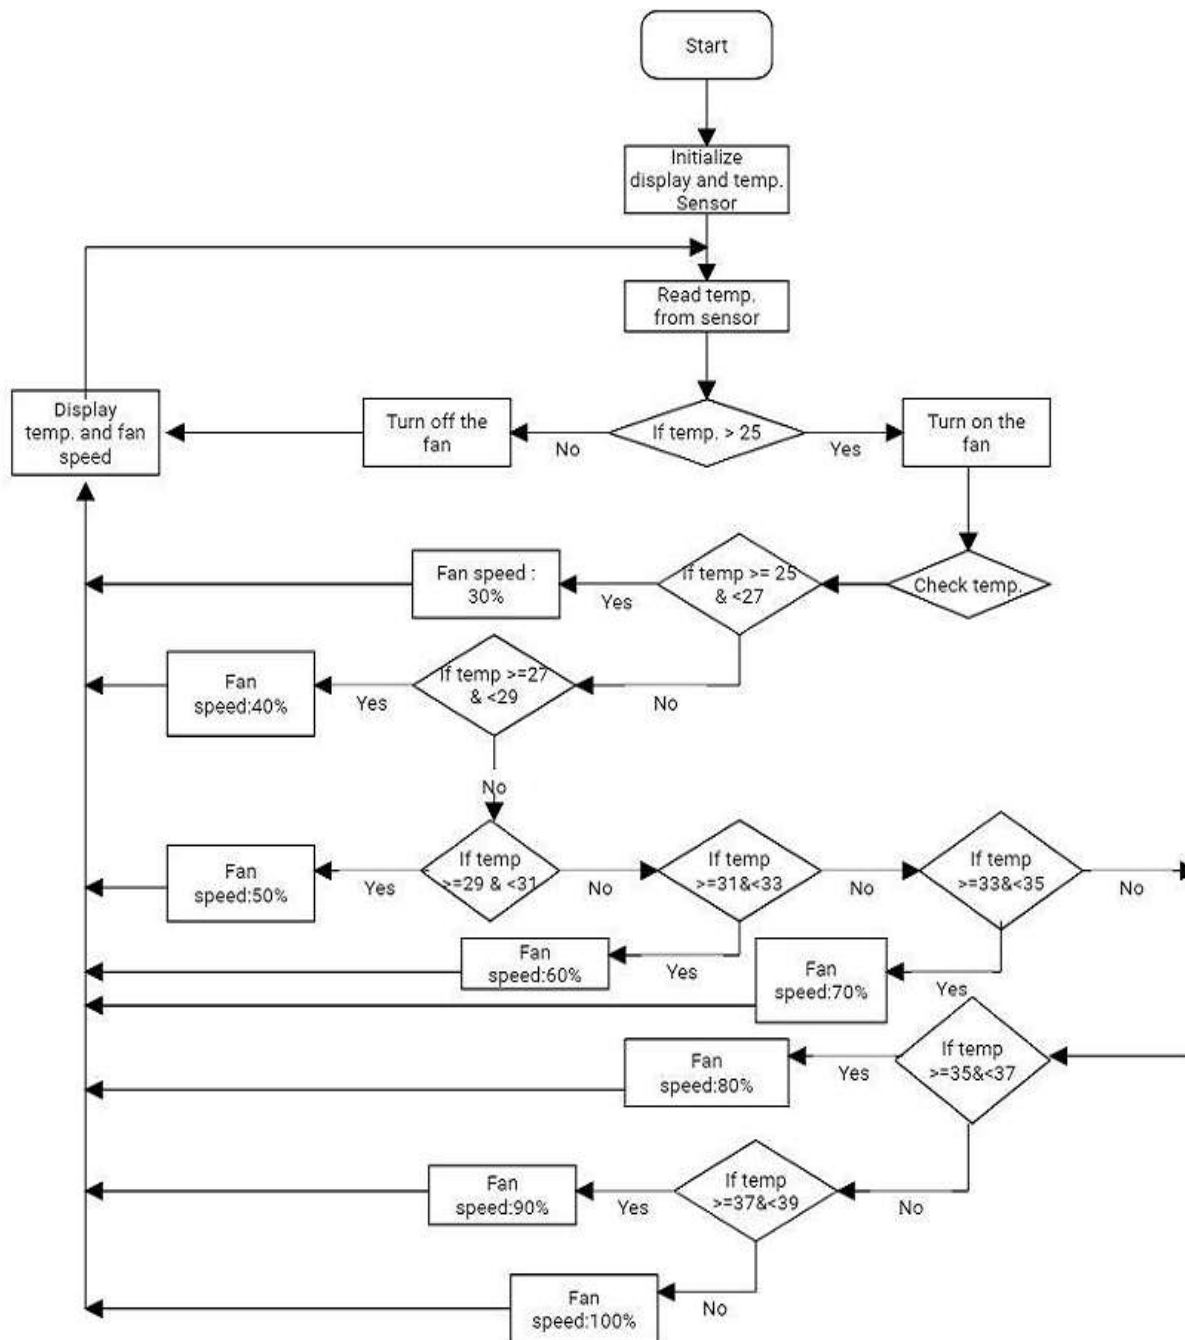 Start
Initialize
display and temp.
Sensor
Read temp.
from sensor
Display
temp. and fan
speed
Turn off the
fan
No
If temp. > 25
Yes
Turn on the
fan
Check temp.
If temp >= 25
& <27
Yes
Fan speed :
30%
No
If temp >=27
& <29
Yes
Fan
speed:40%
No
If temp
>=29 & <31
Yes
Fan
speed:50%
No
If temp
>=31&<33
No
If temp
>=33&<35
No
Yes
Fan
speed:60%
Yes
Fan
speed:70%
If temp
>=35&<37
Yes
Fan
speed:80%
No
If temp
>=37&<39
Yes
Fan
speed:90%
No
Fan
speed:100%